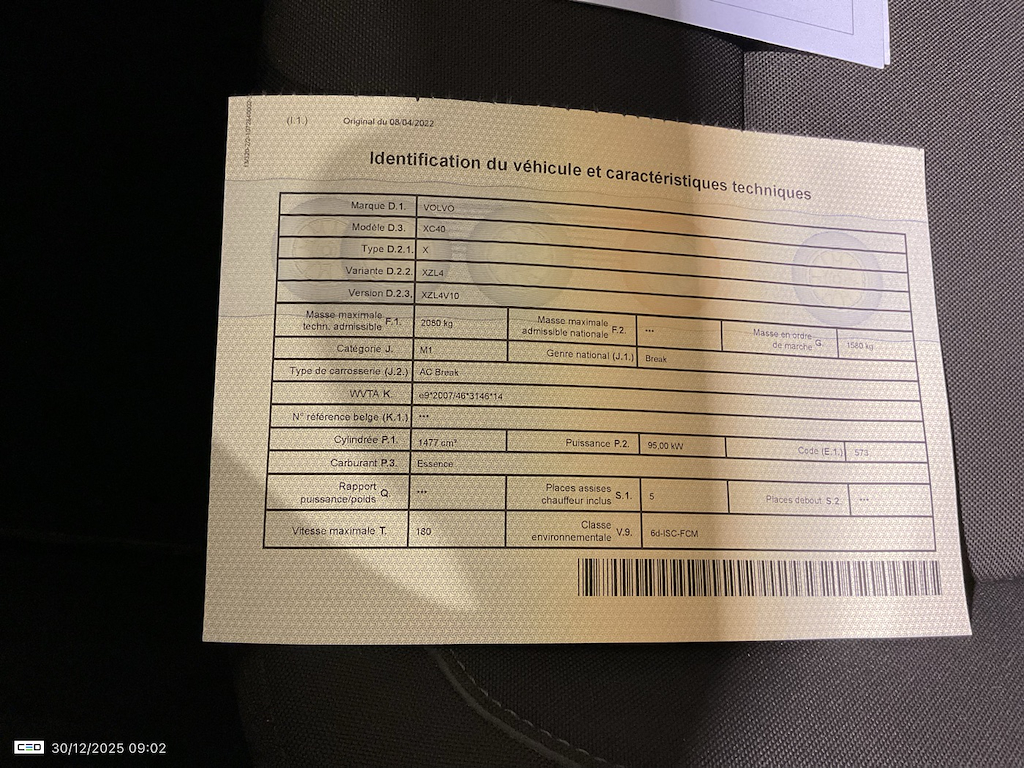 (I.1.) Original du 08/04/2022
Identification du véhicule et caractéristiques techniques
Marque D.1. VOLVO
Modèle D.3. XC40
Type D.2.1. X
Variante D.2.2. XZL4
Version D.2.3. XZL4V10
Masse maximale techn. admissible F.1. 2080 kg Masse maximale admissible nationale F.2. *** Masse en ordre de marche G. 1580 kg
Catégorie J. M1 Genre national (J.1.) Break
Type de carrosserie (J.2.) AC Break
WVTA K. e9*2007/46*3146*14
N° référence belge (K.1.) ***
Cylindrée P.1. 1477 cm³ Puissance P.2. 95,00 kW Code (E.1.) 573
Carburant P.3. Essence
Rapport puissance/poids Q. *** Places assises chauffeur inclus S.1. 5 Places debout S.2. ***
Vitesse maximale T. 180 Classe environnementale V.9. 6d-ISC-FCM
CEO 30/12/2025 09:02